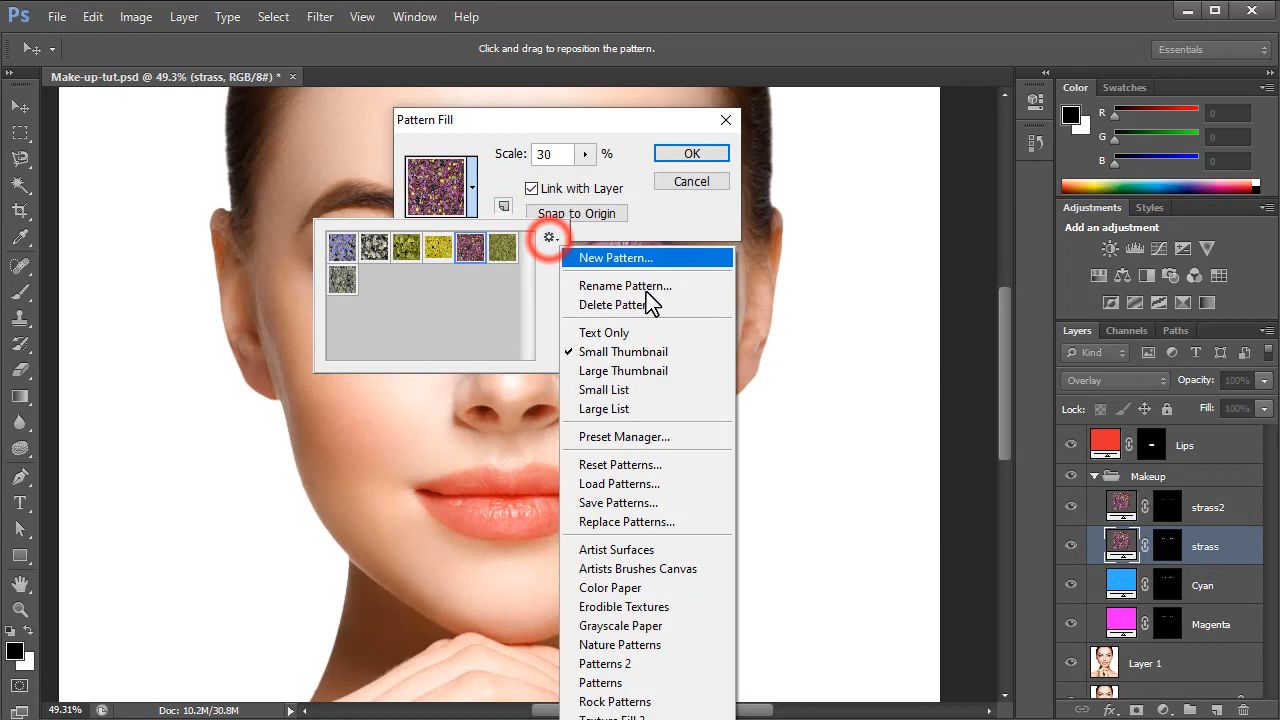 Ps File Edit Image Layer Type Select Filter View Window Help
Click and drag to reposition the pattern.
Essentials
Make-up-tut.psd @ 49.3% (strass, RGB/8#) * ×
Pattern Fill
Scale: 30 %
OK
Link with Layer
Cancel
Snap to Origin
New Pattern...
Rename Pattern...
Delete Pattern
Text Only
Small Thumbnail
Large Thumbnail
Small List
Large List
Preset Manager...
Reset Patterns...
Load Patterns...
Save Patterns...
Replace Patterns...
Artist Surfaces
Artists Brushes Canvas
Color Paper
Erodible Textures
Grayscale Paper
Nature Patterns
Patterns 2
Patterns
Rock Patterns
Texture Fill 2
Color Swatches
R 0
G 0
B 0
Adjustments Styles
Add an adjustment
Layers Channels Paths
Kind
Overlay Opacity: 100%
Lock: Fill: 100%
Lips
Makeup
strass2
strass
Cyan
Magenta
Layer 1
49.31% Doc: 10.2M/30.8M